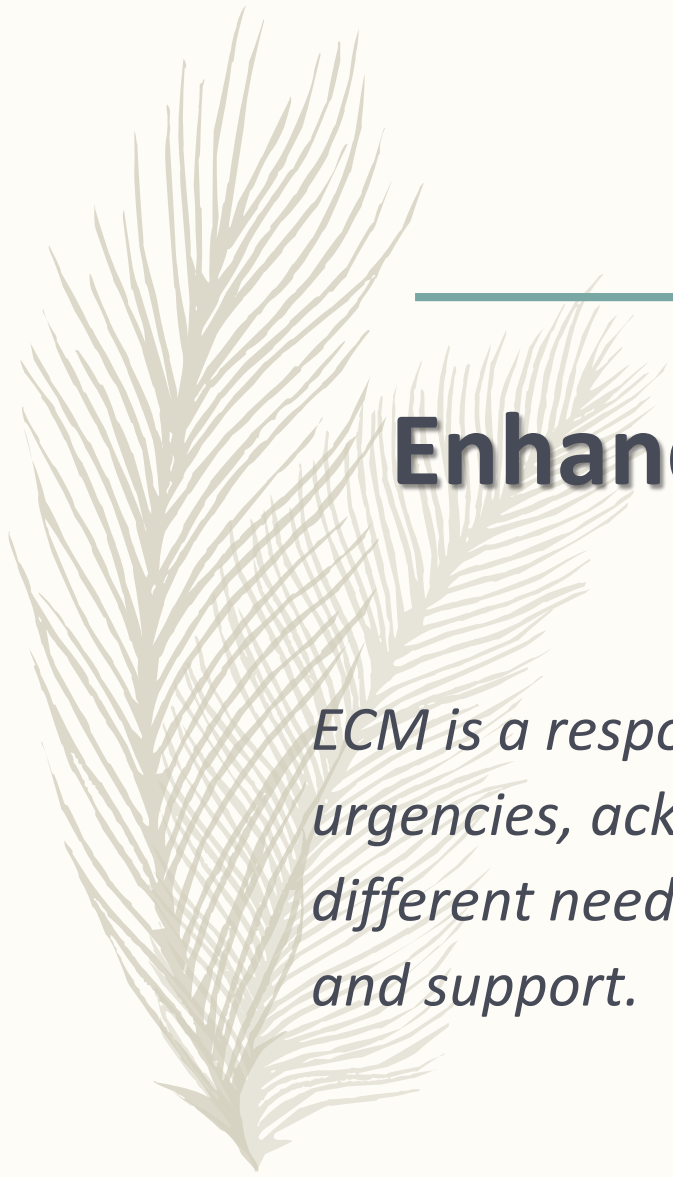 Enhanc
ECM is a respo
urgencies, ack
different need
and support.